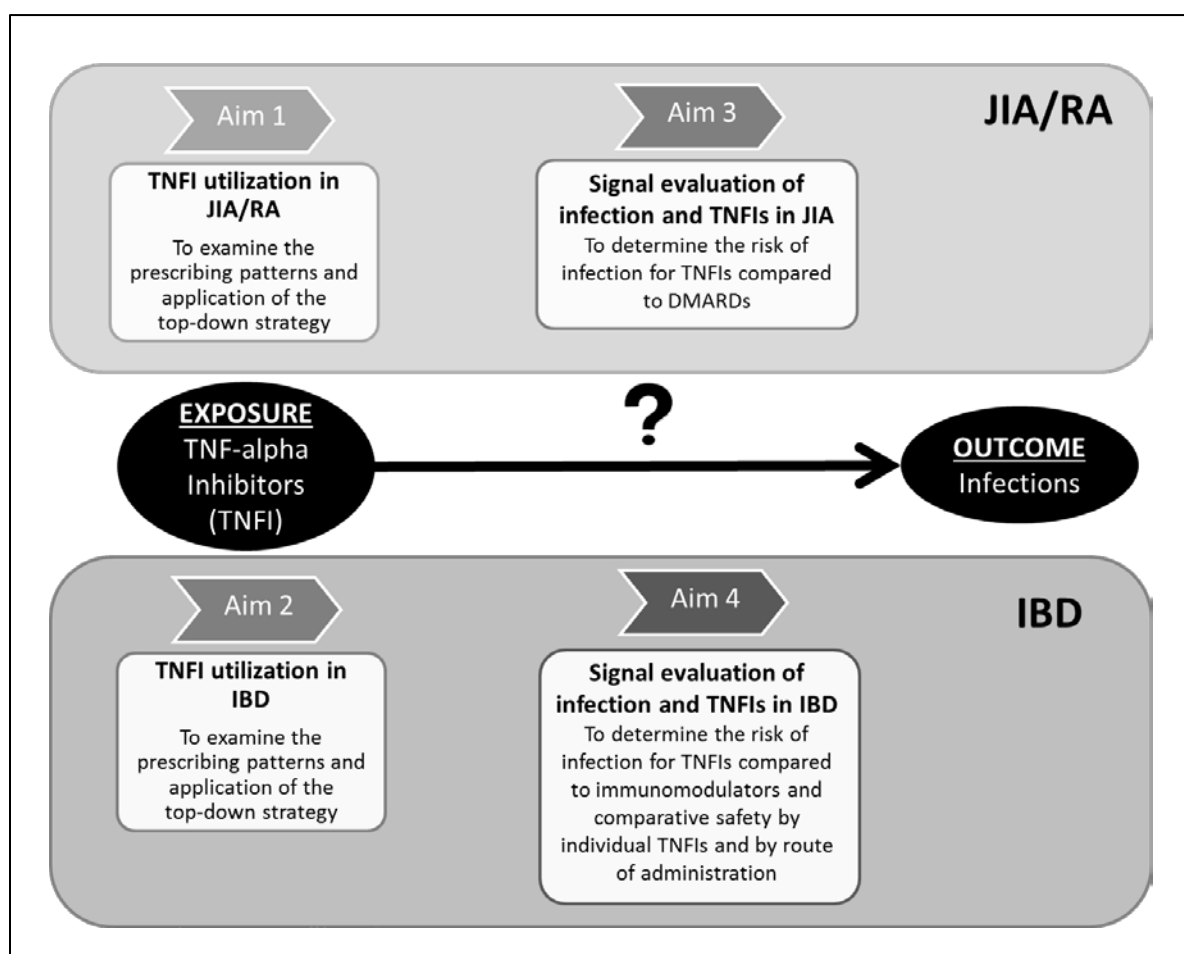 JIA/RA
Aim 1
TNFI utilization in
JIA/RA
To examine the
prescribing patterns and
application of the
top-down strategy
Aim 3
Signal evaluation of
infection and TNFIs in JIA
To determine the risk of
infection for TNFIs compared
to DMARDs
EXPOSURE
TNF-alpha
Inhibitors
(TNFI)
?
OUTCOME
Infections
IBD
Aim 2
TNFI utilization in
IBD
To examine the
prescribing patterns and
application of the
top-down strategy
Aim 4
Signal evaluation of
infection and TNFIs in IBD
To determine the risk of
infection for TNFIs compared
to immunomodulators and
comparative safety by
individual TNFIs and by route
of administration